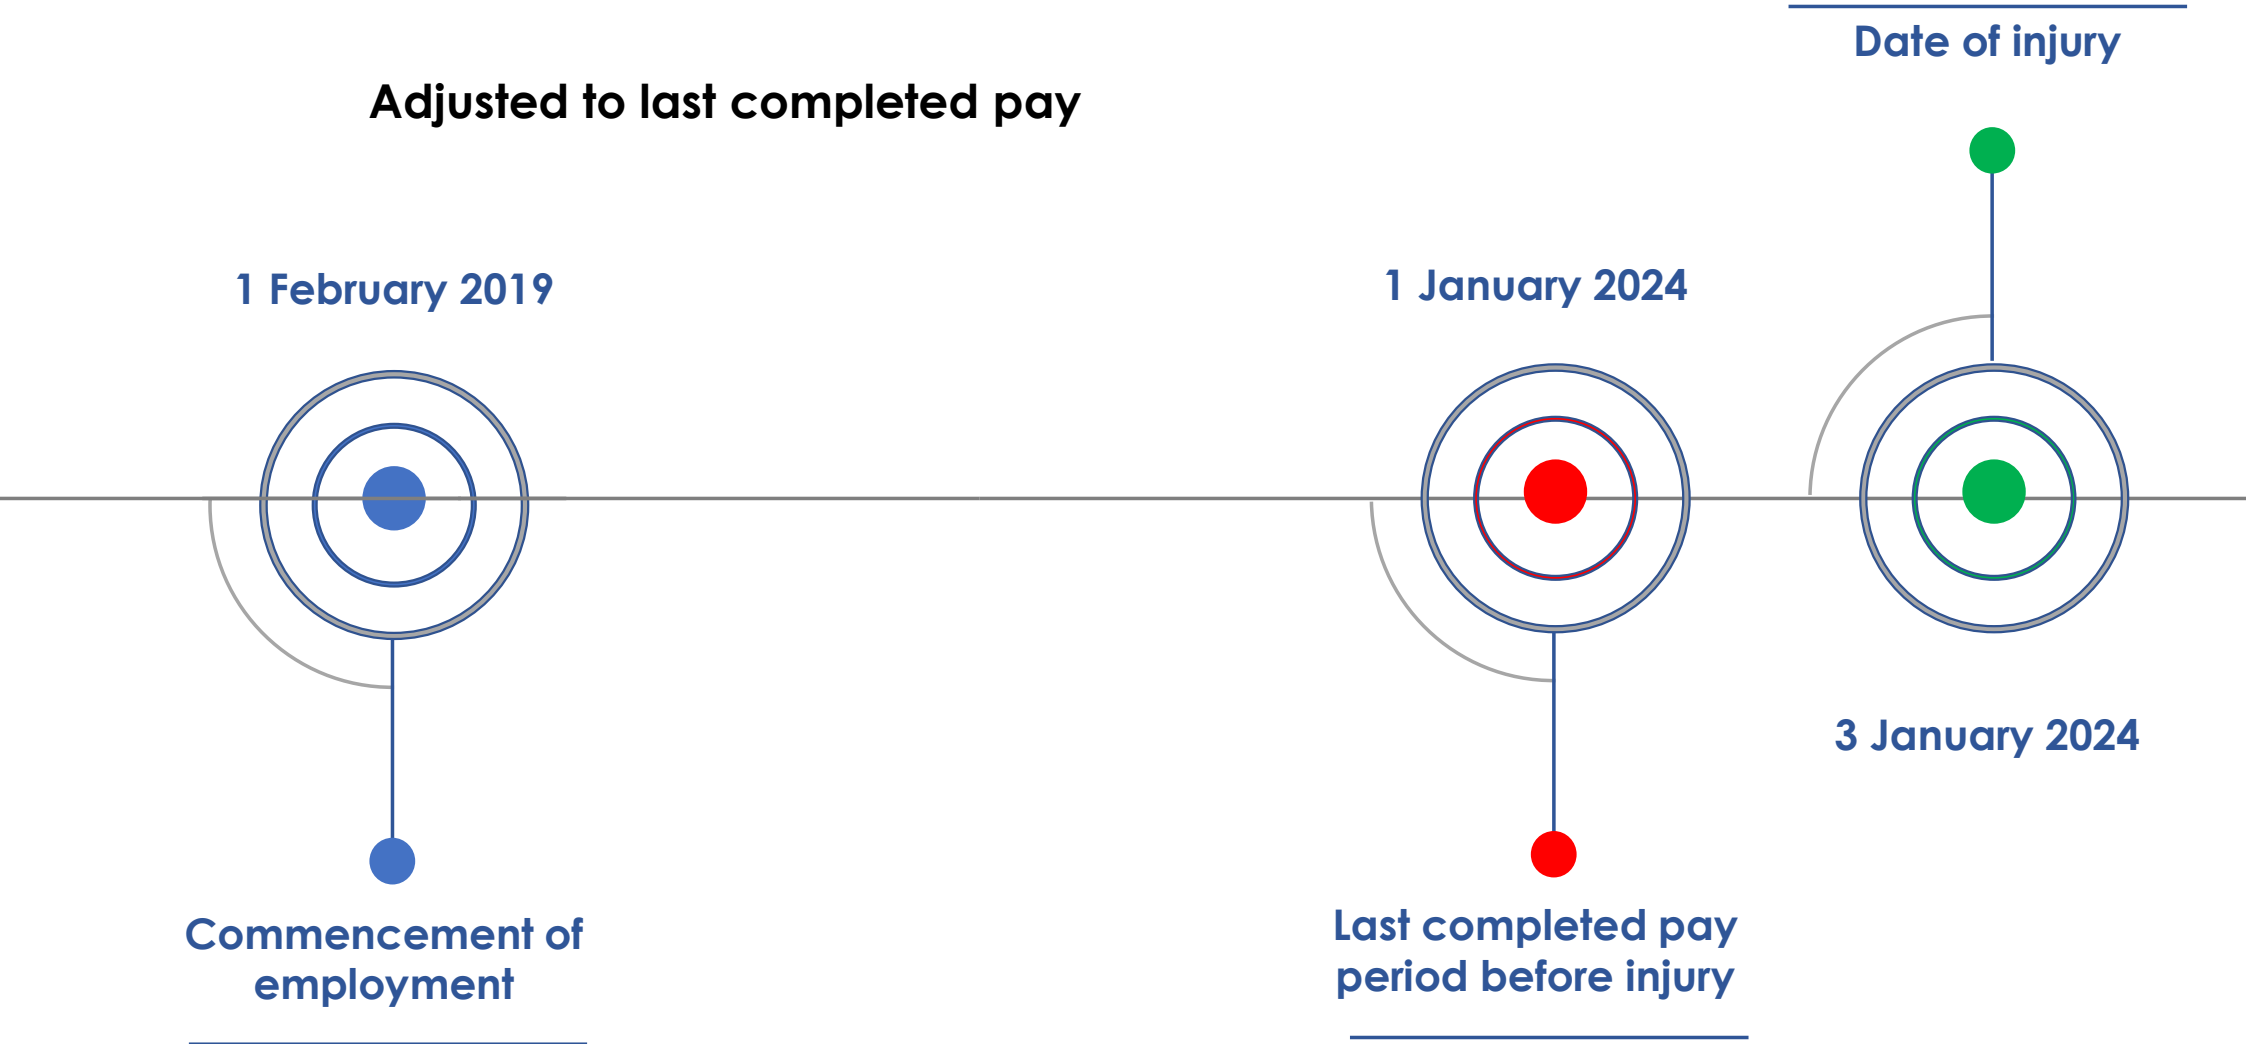 Date of injury
Adjusted to last completed pay
1 February 2019
1 January 2024
3 January 2024
Commencement of
employment
Last completed pay
period before injury